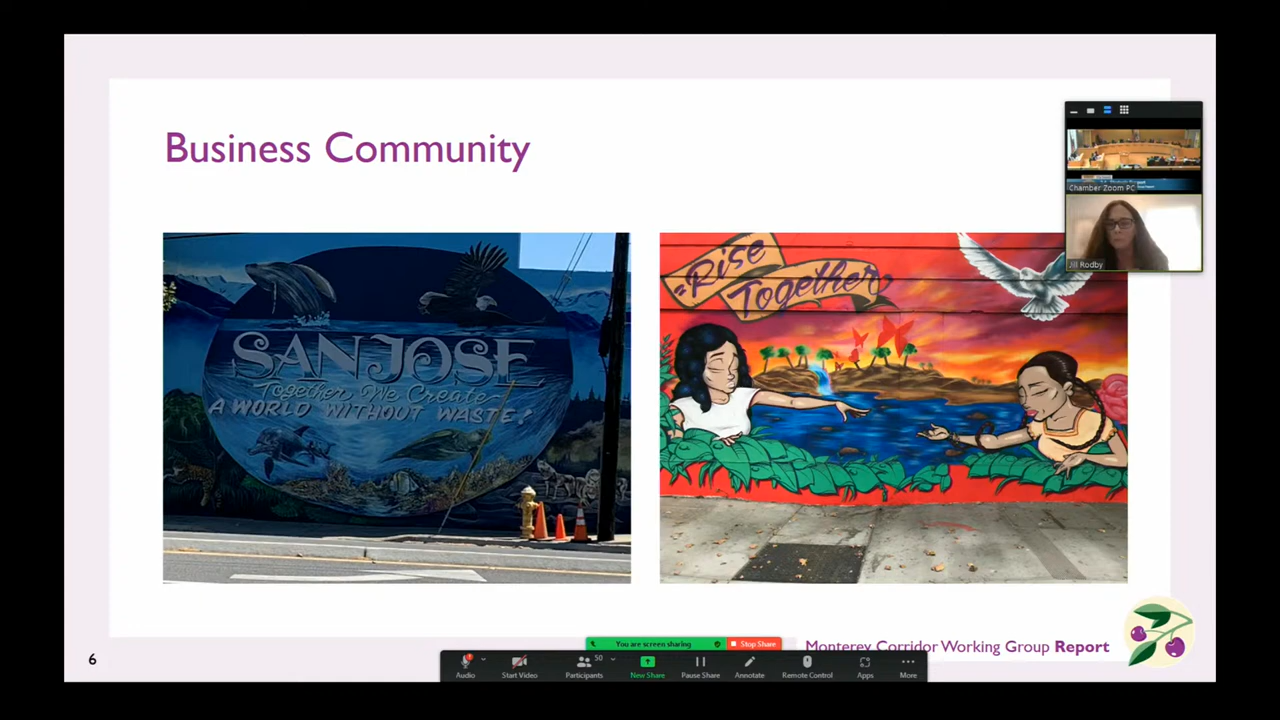 Business Community
SAN JOSE
Together We Create
A WORLD WITHOUT WASTE!
"Rise
Together
Chamber Zoom PC
Jill Rodby
You are screen sharing
Stop Share
Monterey Corridor Working Group Report
6
50
Audio
Start Video
Participants
New Share
Pause Share
Annotate
Remote Control
Apps
More